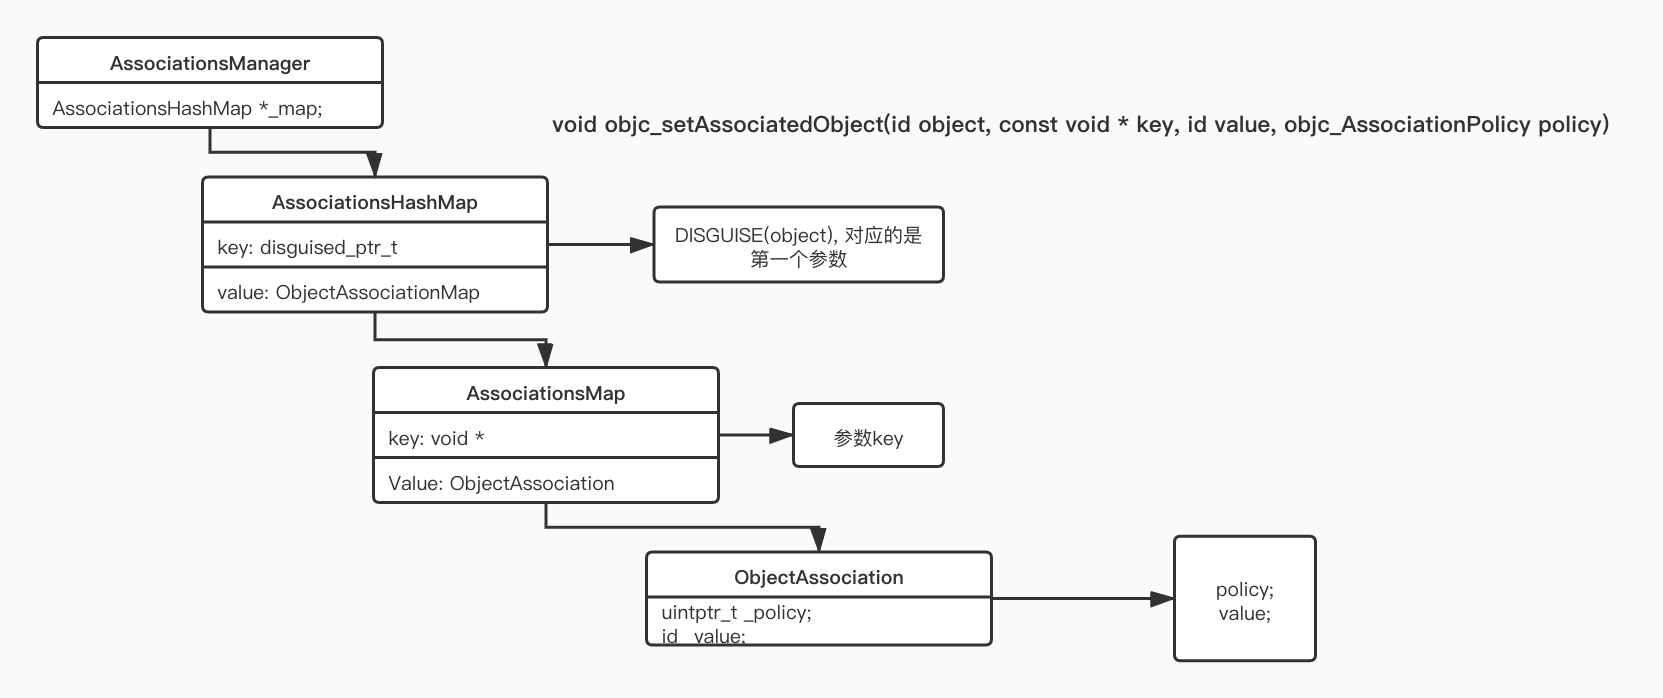 AssociationsManager
AssociationsHashMap *_map;
void objc_setAssociatedObject(id object, const void * key, id value, objc_AssociationPolicy policy)
AssociationsHashMap
key: disguised_ptr_t
value: ObjectAssociationMap
DISGUISE(object), 对应的是
第一个参数
AssociationsMap
key: void *
Value: ObjectAssociation
参数key
ObjectAssociation
uintptr_t _policy;
id _value;
policy;
value;